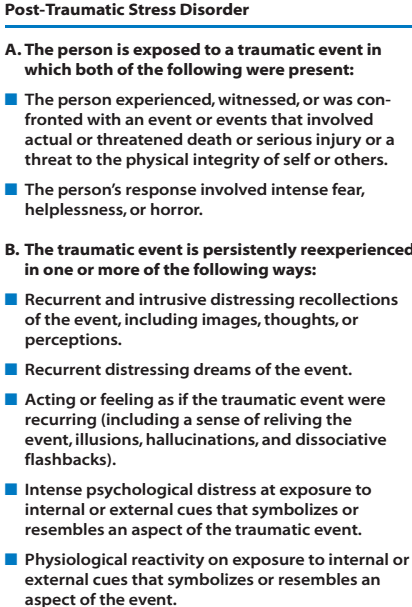 Post-Traumatic Stress Disorder
A. The person is exposed to a traumatic event in
which both of the following were present:
■ The person experienced, witnessed, or was con-
fronted with an event or events that involved
actual or threatened death or serious injury or a
threat to the physical integrity of self or others.
■ The person's response involved intense fear,
helplessness, or horror.
B. The traumatic event is persistently reexperienced
in one or more of the following ways:
■ Recurrent and intrusive distressing recollections
of the event, including images, thoughts, or
perceptions.
■ Recurrent distressing dreams of the event.
■ Acting or feeling as if the traumatic event were
recurring (including a sense of reliving the
event, illusions, hallucinations, and dissociative
flashbacks).
■ Intense psychological distress at exposure to
internal or external cues that symbolizes or
resembles an aspect of the traumatic event.
■ Physiological reactivity on exposure to internal or
external cues that symbolizes or resembles an
aspect of the event.